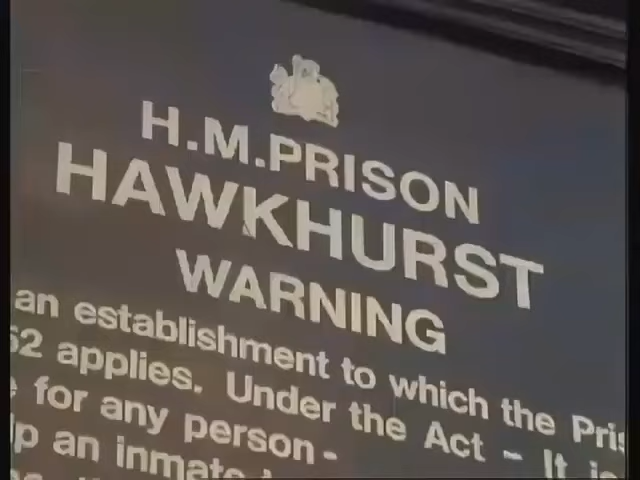 H.M.PRISON
HAWKHURST
WARNING
an establishment to which the Pris
52 applies. Under the Act - It is
for any person-
lp an inmate